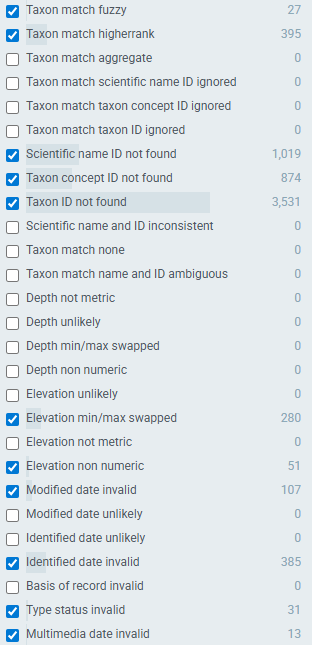 Taxon match fuzzy 27
Taxon match higherrank 395
Taxon match aggregate 0
Taxon match scientific name ID ignored 0
Taxon match taxon concept ID ignored 0
Taxon match taxon ID ignored 0
Scientific name ID not found 1,019
Taxon concept ID not found 874
Taxon ID not found 3,531
Scientific name and ID inconsistent 0
Taxon match none 0
Taxon match name and ID ambiguous 0
Depth not metric 0
Depth unlikely 0
Depth min/max swapped 0
Depth non numeric 0
Elevation unlikely 0
Elevation min/max swapped 280
Elevation not metric 0
Elevation non numeric 51
Modified date invalid 107
Modified date unlikely 0
Identified date unlikely 0
Identified date invalid 385
Basis of record invalid 0
Type status invalid 31
Multimedia date invalid 13